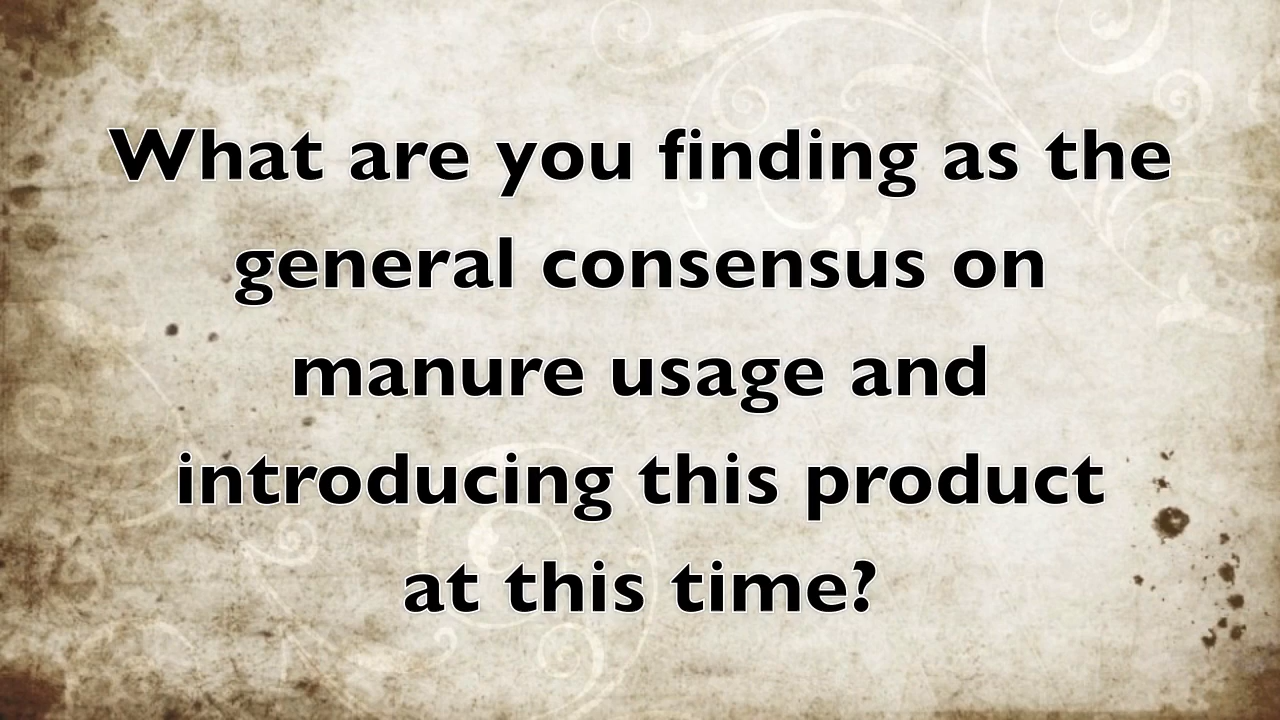 What are you finding as the
general consensus on
manure usage and
introducing this product
at this time?